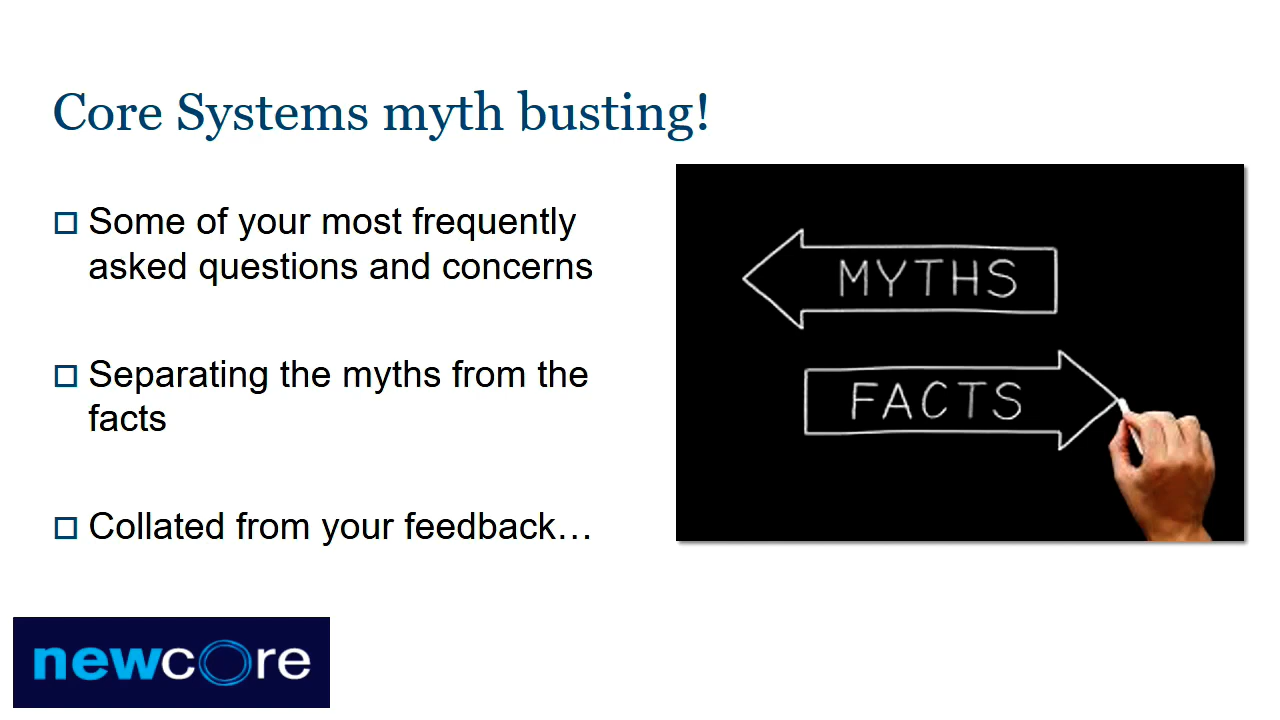 Core Systems myth busting!
Some of your most frequently
asked questions and concerns
Separating the myths from the
facts
Collated from your feedback…
MYTHS
FACTS
newcore